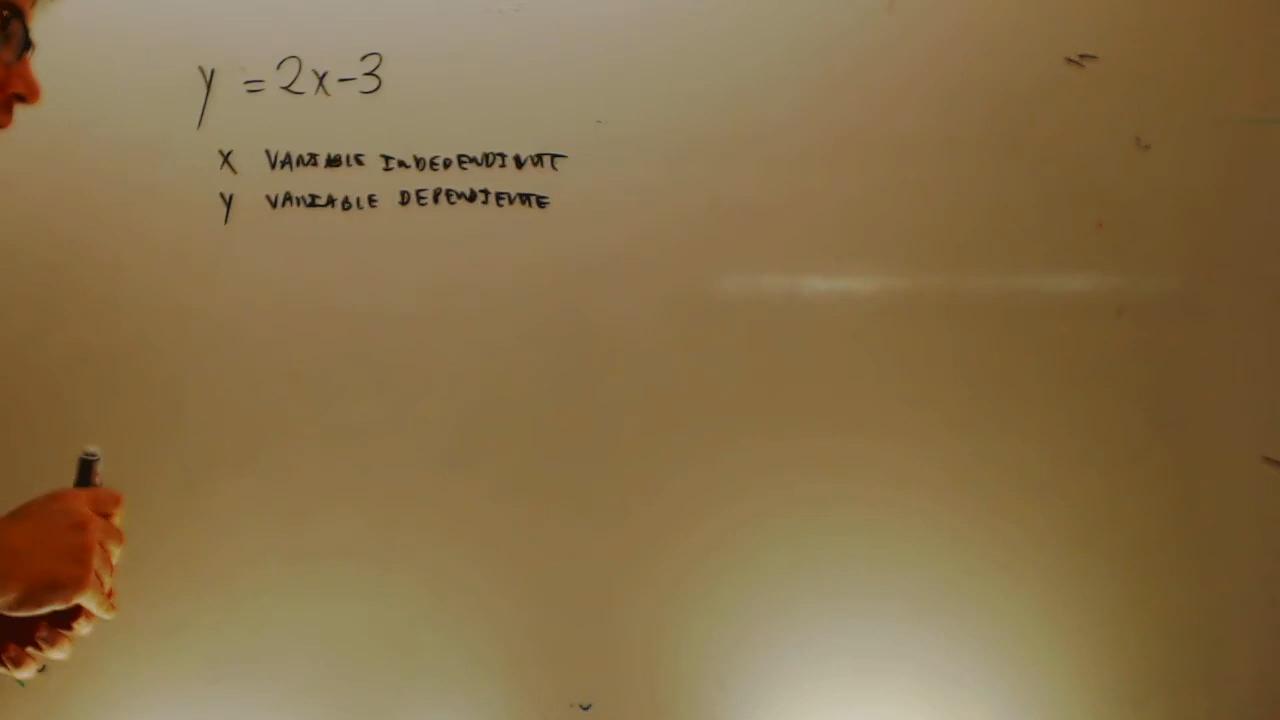 y = 2x-3
X VARIABLE INDEPENDIENTE
Y VARIABLE DEPENDIENTE